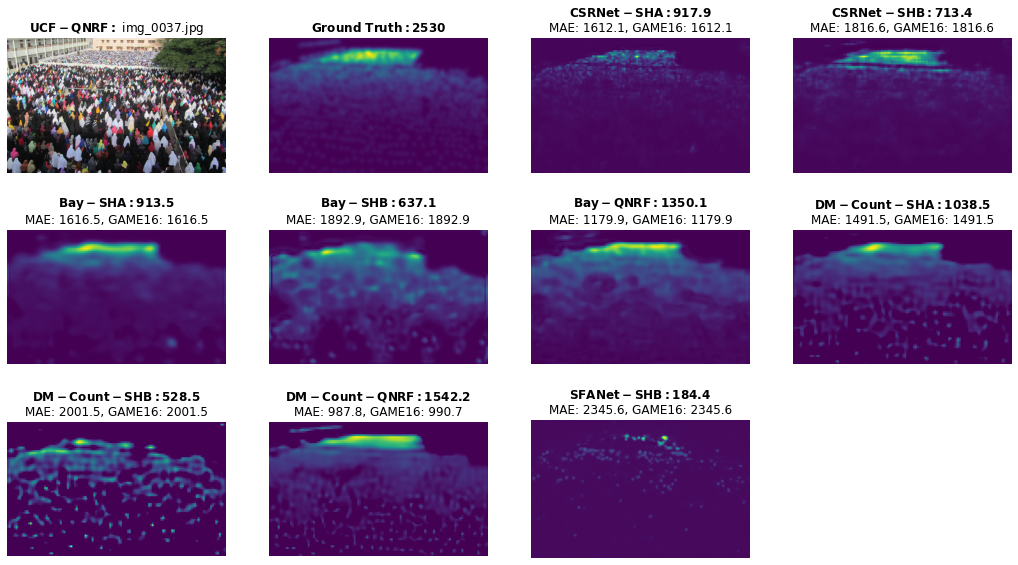 UCF − QNRF : img_0037.jpg
Ground Truth : 2530
CSRNet − SHA : 917.9
MAE: 1612.1, GAME16: 1612.1
CSRNet − SHB : 713.4
MAE: 1816.6, GAME16: 1816.6
Bay − SHA : 913.5
MAE: 1616.5, GAME16: 1616.5
Bay − SHB : 637.1
MAE: 1892.9, GAME16: 1892.9
Bay − QNRF : 1350.1
MAE: 1179.9, GAME16: 1179.9
DM − Count − SHA : 1038.5
MAE: 1491.5, GAME16: 1491.5
DM − Count − SHB : 528.5
MAE: 2001.5, GAME16: 2001.5
DM − Count − QNRF : 1542.2
MAE: 987.8, GAME16: 990.7
SFANet − SHB : 184.4
MAE: 2345.6, GAME16: 2345.6